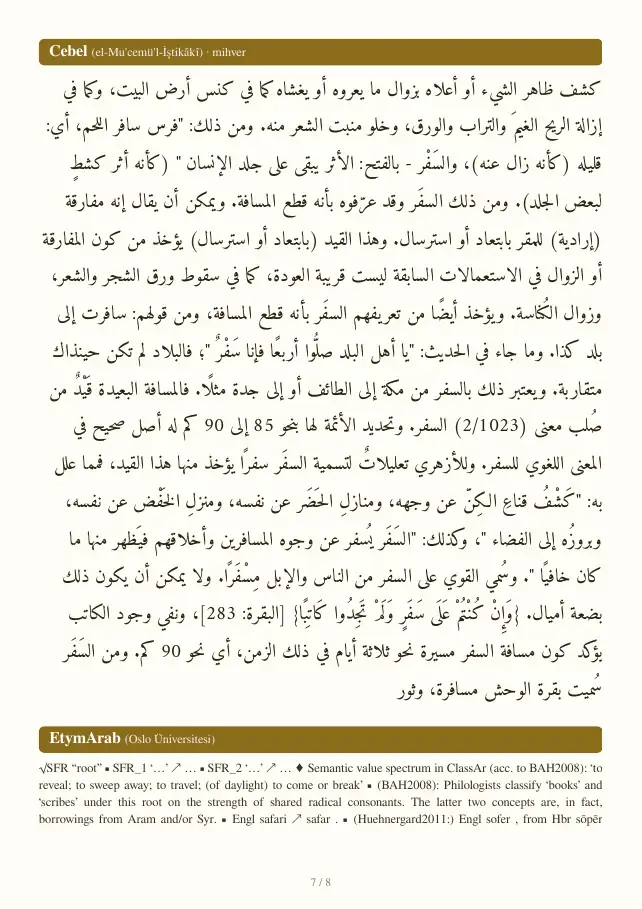 Cebel (el-Mu'cemü'l-İştikâkî) · mihver
كشف ظاهر الشيء أو أعلاه بزوال ما يعروه أو يغشاه كما في كنس أرض البيت، وكما في
إزالة الريح الغيمَ والتراب والورق، وخلو منبت الشعر منه. ومن ذلك: "فرس سافر اللحم، أي:
قليله (كأنه زال عنه)، والسَفْر - بالفتح: الأثر يبقى على جلد الإنسان " (كأنه أثر كشطٍ
لبعض الجلد). ومن ذلك السفَر وقد عرّفوه بأنه قطع المسافة. ويمكن أن يقال إنه مفارقة
(إرادية) للمقر بابتعاد أو استرسال. وهذا القيد (بابتعاد أو استرسال) يؤخذ من كون المفارقة
أو الزوال في الاستعمالات السابقة ليست قريبة العودة، كما في سقوط ورق الشجر والشعر،
وزوال الكُناسة. ويؤخذ أيضًا من تعريفهم السفَر بأنه قطع المسافة، ومن قولهم: سافرت إلى
بلد كذا. وما جاء في الحديث: "يا أهل البلد صلُّوا أربعًا فإنا سَفْرٌ "؛ فالبلاد لم تكن حينذاك
متقاربة. ويعتبر ذلك بالسفر من مكة إلى الطائف أو إلى جدة مثلًا. فالمسافة البعيدة قَيْدٌ من
صُلب معنى (2/1023) السفر. وتحديد الأئمة لها بنحو 85 إلى 90 كم له أصل صحيح في
المعنى اللغوي للسفر. وللأزهري تعليلاتٌ لتسمية السفَر سفرًا يؤخذ منها هذا القيد، فمما علل
به: "كَشْفُ قناعِ الكِنّ عن وجهه، ومنازلِ الحَضَر عن نفسه، ومنزلِ الخَفْض عن نفسه،
وبروزُه إلى الفضاء "، وكذلك: "السَفَر يُسفر عن وجوه المسافرين وأخلاقهم فيَظهر منها ما
كان خافيًا ". وسُمي القوي على السفر من الناس والإبل مِسْفَرًا. ولا يمكن أن يكون ذلك
بضعة أميال. {وَإِنْ كُنْتُمْ عَلَى سَفَرٍ وَلَمْ تَجِدُوا كَاتِبًا} [البقرة: 283]، ونفي وجود الكاتب
يؤكد كون مسافة السفر مسيرة نحو ثلاثة أيام في ذلك الزمن، أي نحو 90 كم. ومن السَفَر
سُميت بقرة الوحش مسافرة، وثور
EtymArab (Oslo Üniversitesi)
√SFR “root” ▪ SFR_1 ‘…’ ↗ … ▪ SFR_2 ‘…’ ↗ … ♦ Semantic value spectrum in ClassAr (acc. to BAH2008): ‘to
reveal; to sweep away; to travel; (of daylight) to come or break’ ▪ (BAH2008): Philologists classify ‘books’ and
‘scribes’ under this root on the strength of shared radical consonants. The latter two concepts are, in fact,
borrowings from Aram and/or Syr. ▪ Engl safari ↗ safar . ▪ (Huehnergard2011:) Engl sofer , from Hbr sōpēr
7 / 8